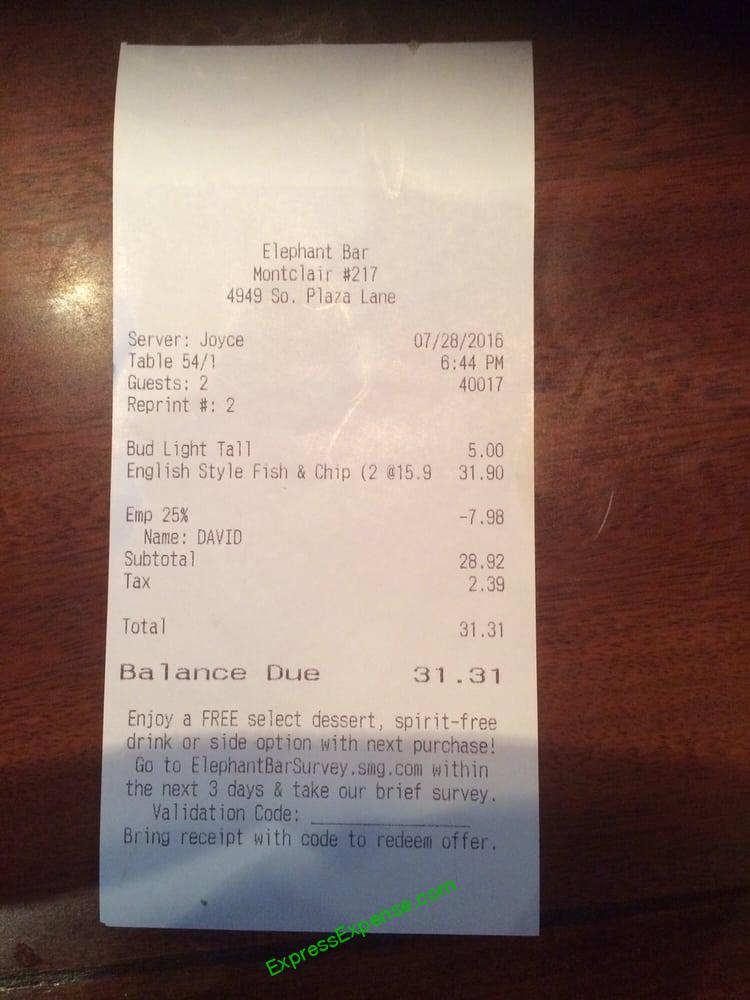 Elephant Bar
Montclair #217
4949 So. Plaza Lane
Server: Joyce 07/28/2016
Table 54/1 6:44 PM
Guests: 2 40017
Reprint #: 2
Bud Light Tall 5.00
English Style Fish & Chip (2 @15.9 31.90
Emp 25% -7.98
Name: DAVID
Subtotal 28.92
Tax 2.39
Total 31.31
Balance Due 31.31
Enjoy a FREE select dessert, spirit-free
drink or side option with next purchase!
Go to ElephantBarSurvey.smg.com within
the next 3 days & take our brief survey.
Validation Code: _______________
Bring receipt with code to redeem offer.
ExpressExpense.com